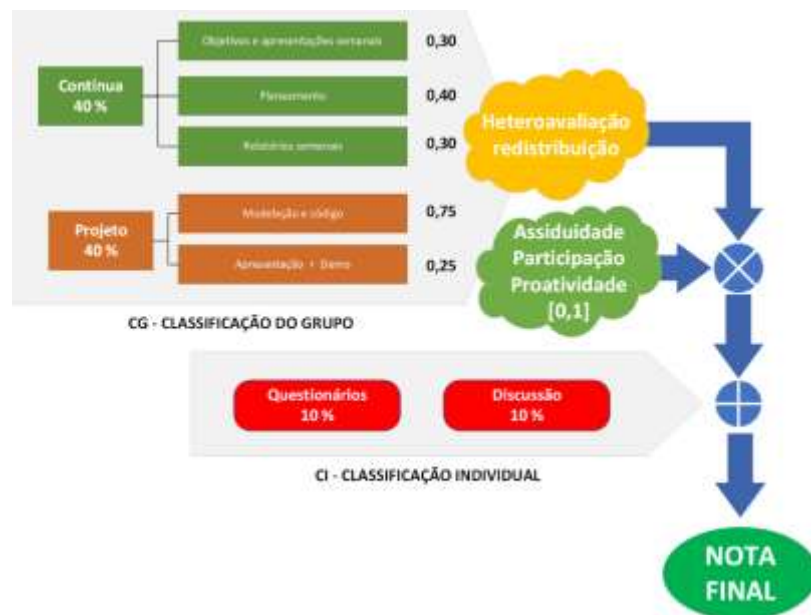 Contínua
40 %
Objetivos e apresentações semanais
0,30
Planeamento
0,40
Relatórios semanais
0,30
Projeto
40 %
Modelação e código
0,75
Apresentação + Demo
0,25
CG - CLASSIFICAÇÃO DO GRUPO
Heteroavaliação
redistribuição
Assiduidade
Participação
Proatividade
[0,1]
Questionários
10 %
Discussão
10 %
CI - CLASSIFICAÇÃO INDIVIDUAL
NOTA
FINAL